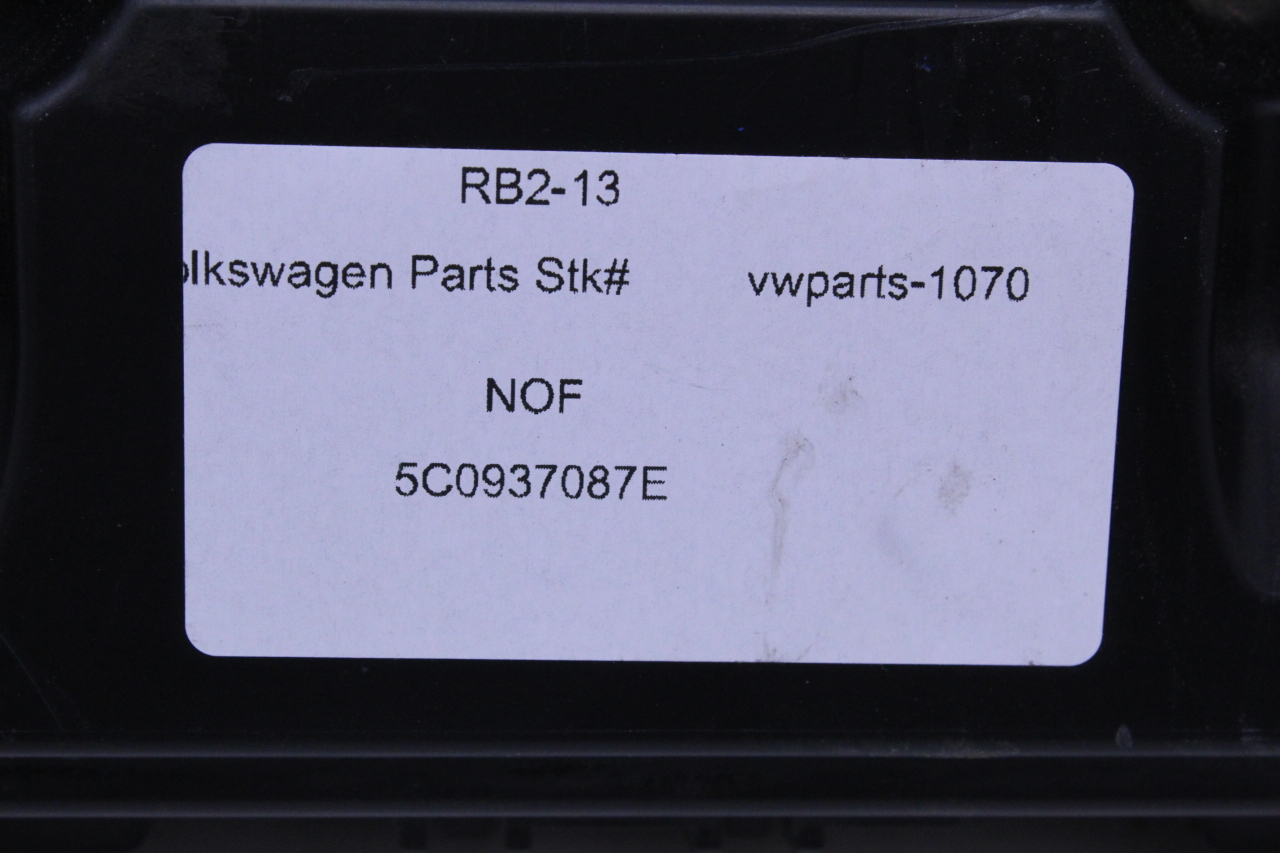 RB2-13
olkswagen Parts Stk# vwparts-1070
NOF
5C0937087E